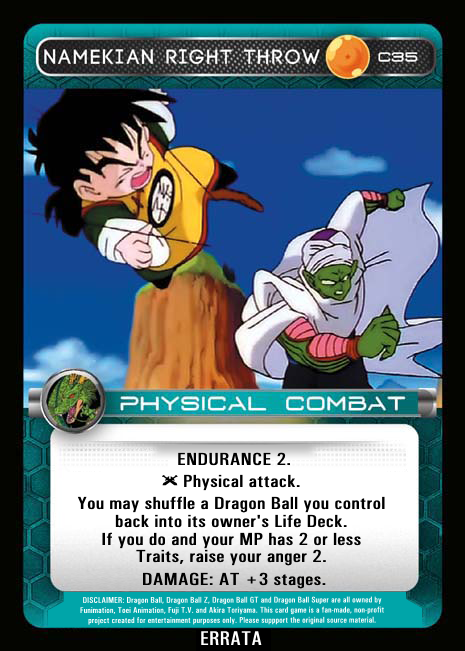 NAMEKIAN RIGHT THROW C35
PHYSICAL COMBAT
ENDURANCE 2.
Physical attack.
You may shuffle a Dragon Ball you control
back into its owner's Life Deck.
If you do and your MP has 2 or less
Traits, raise your anger 2.
DAMAGE: AT +3 stages.
DISCLAIMER: Dragon Ball, Dragon Ball Z, Dragon Ball GT and Dragon Ball Super are all owned by
Funimation, Toei Animation, Fuji T.V. and Akira Toriyama. This card game is a fan-made, non-profit
project created for entertainment purposes only. Please suppport the original source material.
ERRATA